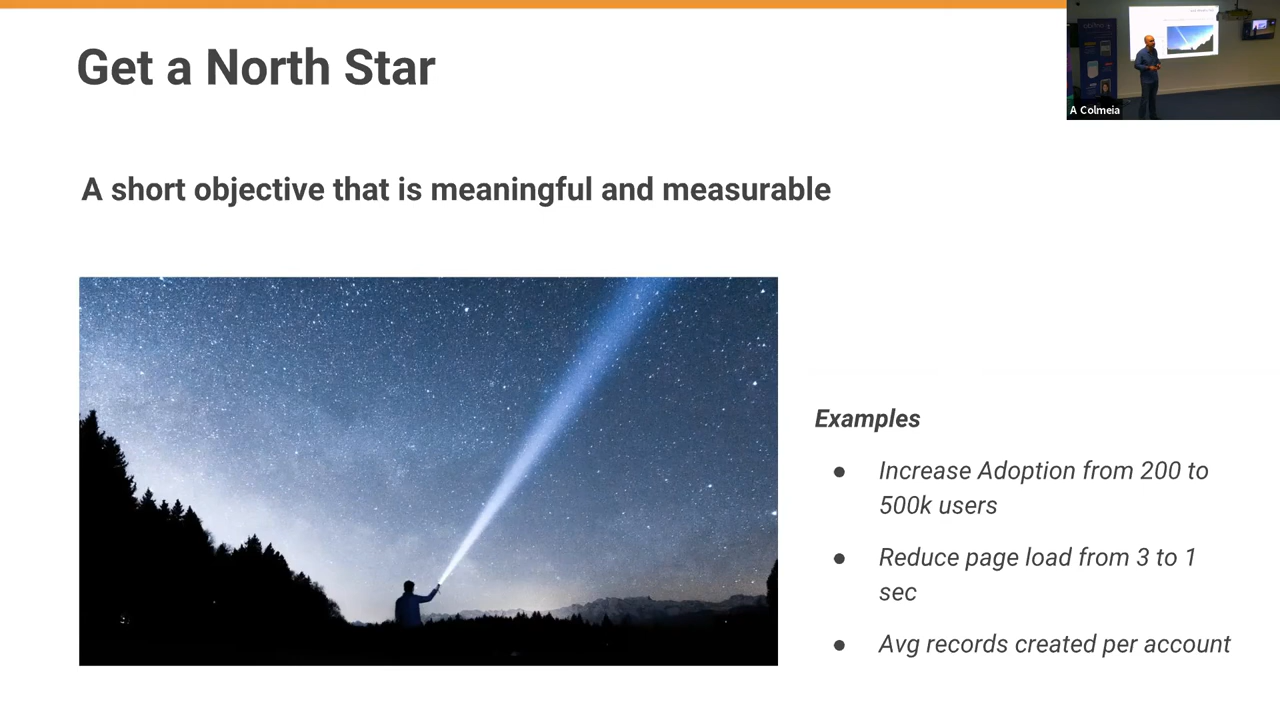 Get a North Star
A Colmeia
A short objective that is meaningful and measurable
Examples
● Increase Adoption from 200 to
500k users
● Reduce page load from 3 to 1
sec
● Avg records created per account